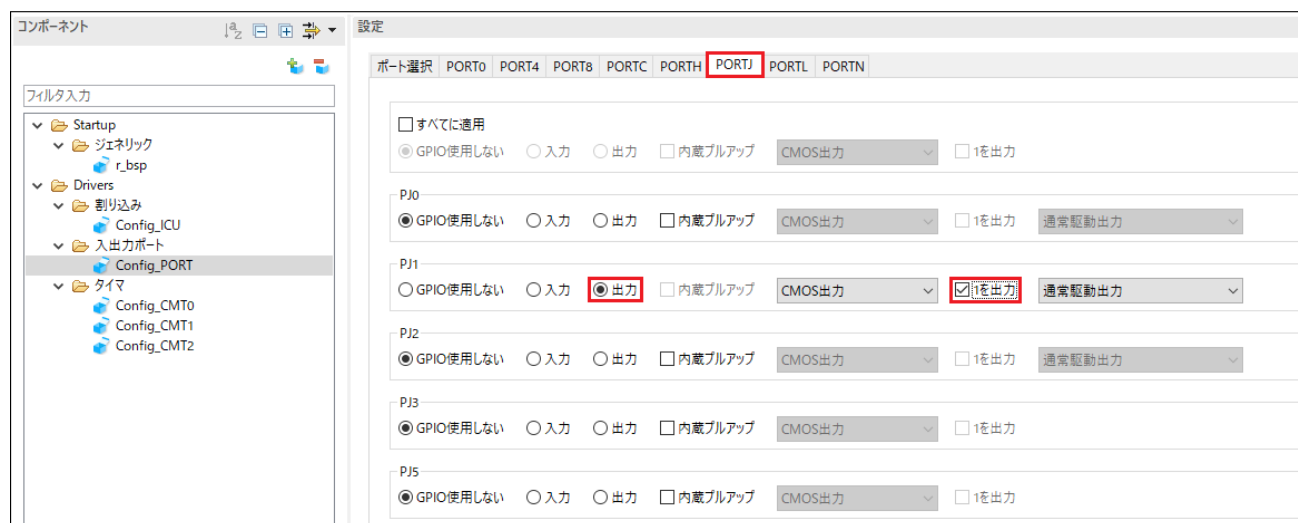 コンポーネント
設定
ポート選択 PORT0 PORT4 PORT8 PORTC PORTH PORTJ PORTL PORTN
フィルタ入力
Startup
ジェネリック
r_bsp
Drivers
割り込み
Config_ICU
入出力ポート
Config_PORT
タイマ
Config_CMT0
Config_CMT1
Config_CMT2
すべてに適用
GPIO使用しない 入力 出力 内蔵プルアップ CMOS出力 1を出力
PJ0
GPIO使用しない 入力 出力 内蔵プルアップ CMOS出力 1を出力 通常駆動出力
PJ1
GPIO使用しない 入力 出力 内蔵プルアップ CMOS出力 1を出力 通常駆動出力
PJ2
GPIO使用しない 入力 出力 内蔵プルアップ CMOS出力 1を出力 通常駆動出力
PJ3
GPIO使用しない 入力 出力 内蔵プルアップ CMOS出力 1を出力
PJ5
GPIO使用しない 入力 出力 内蔵プルアップ CMOS出力 1を出力